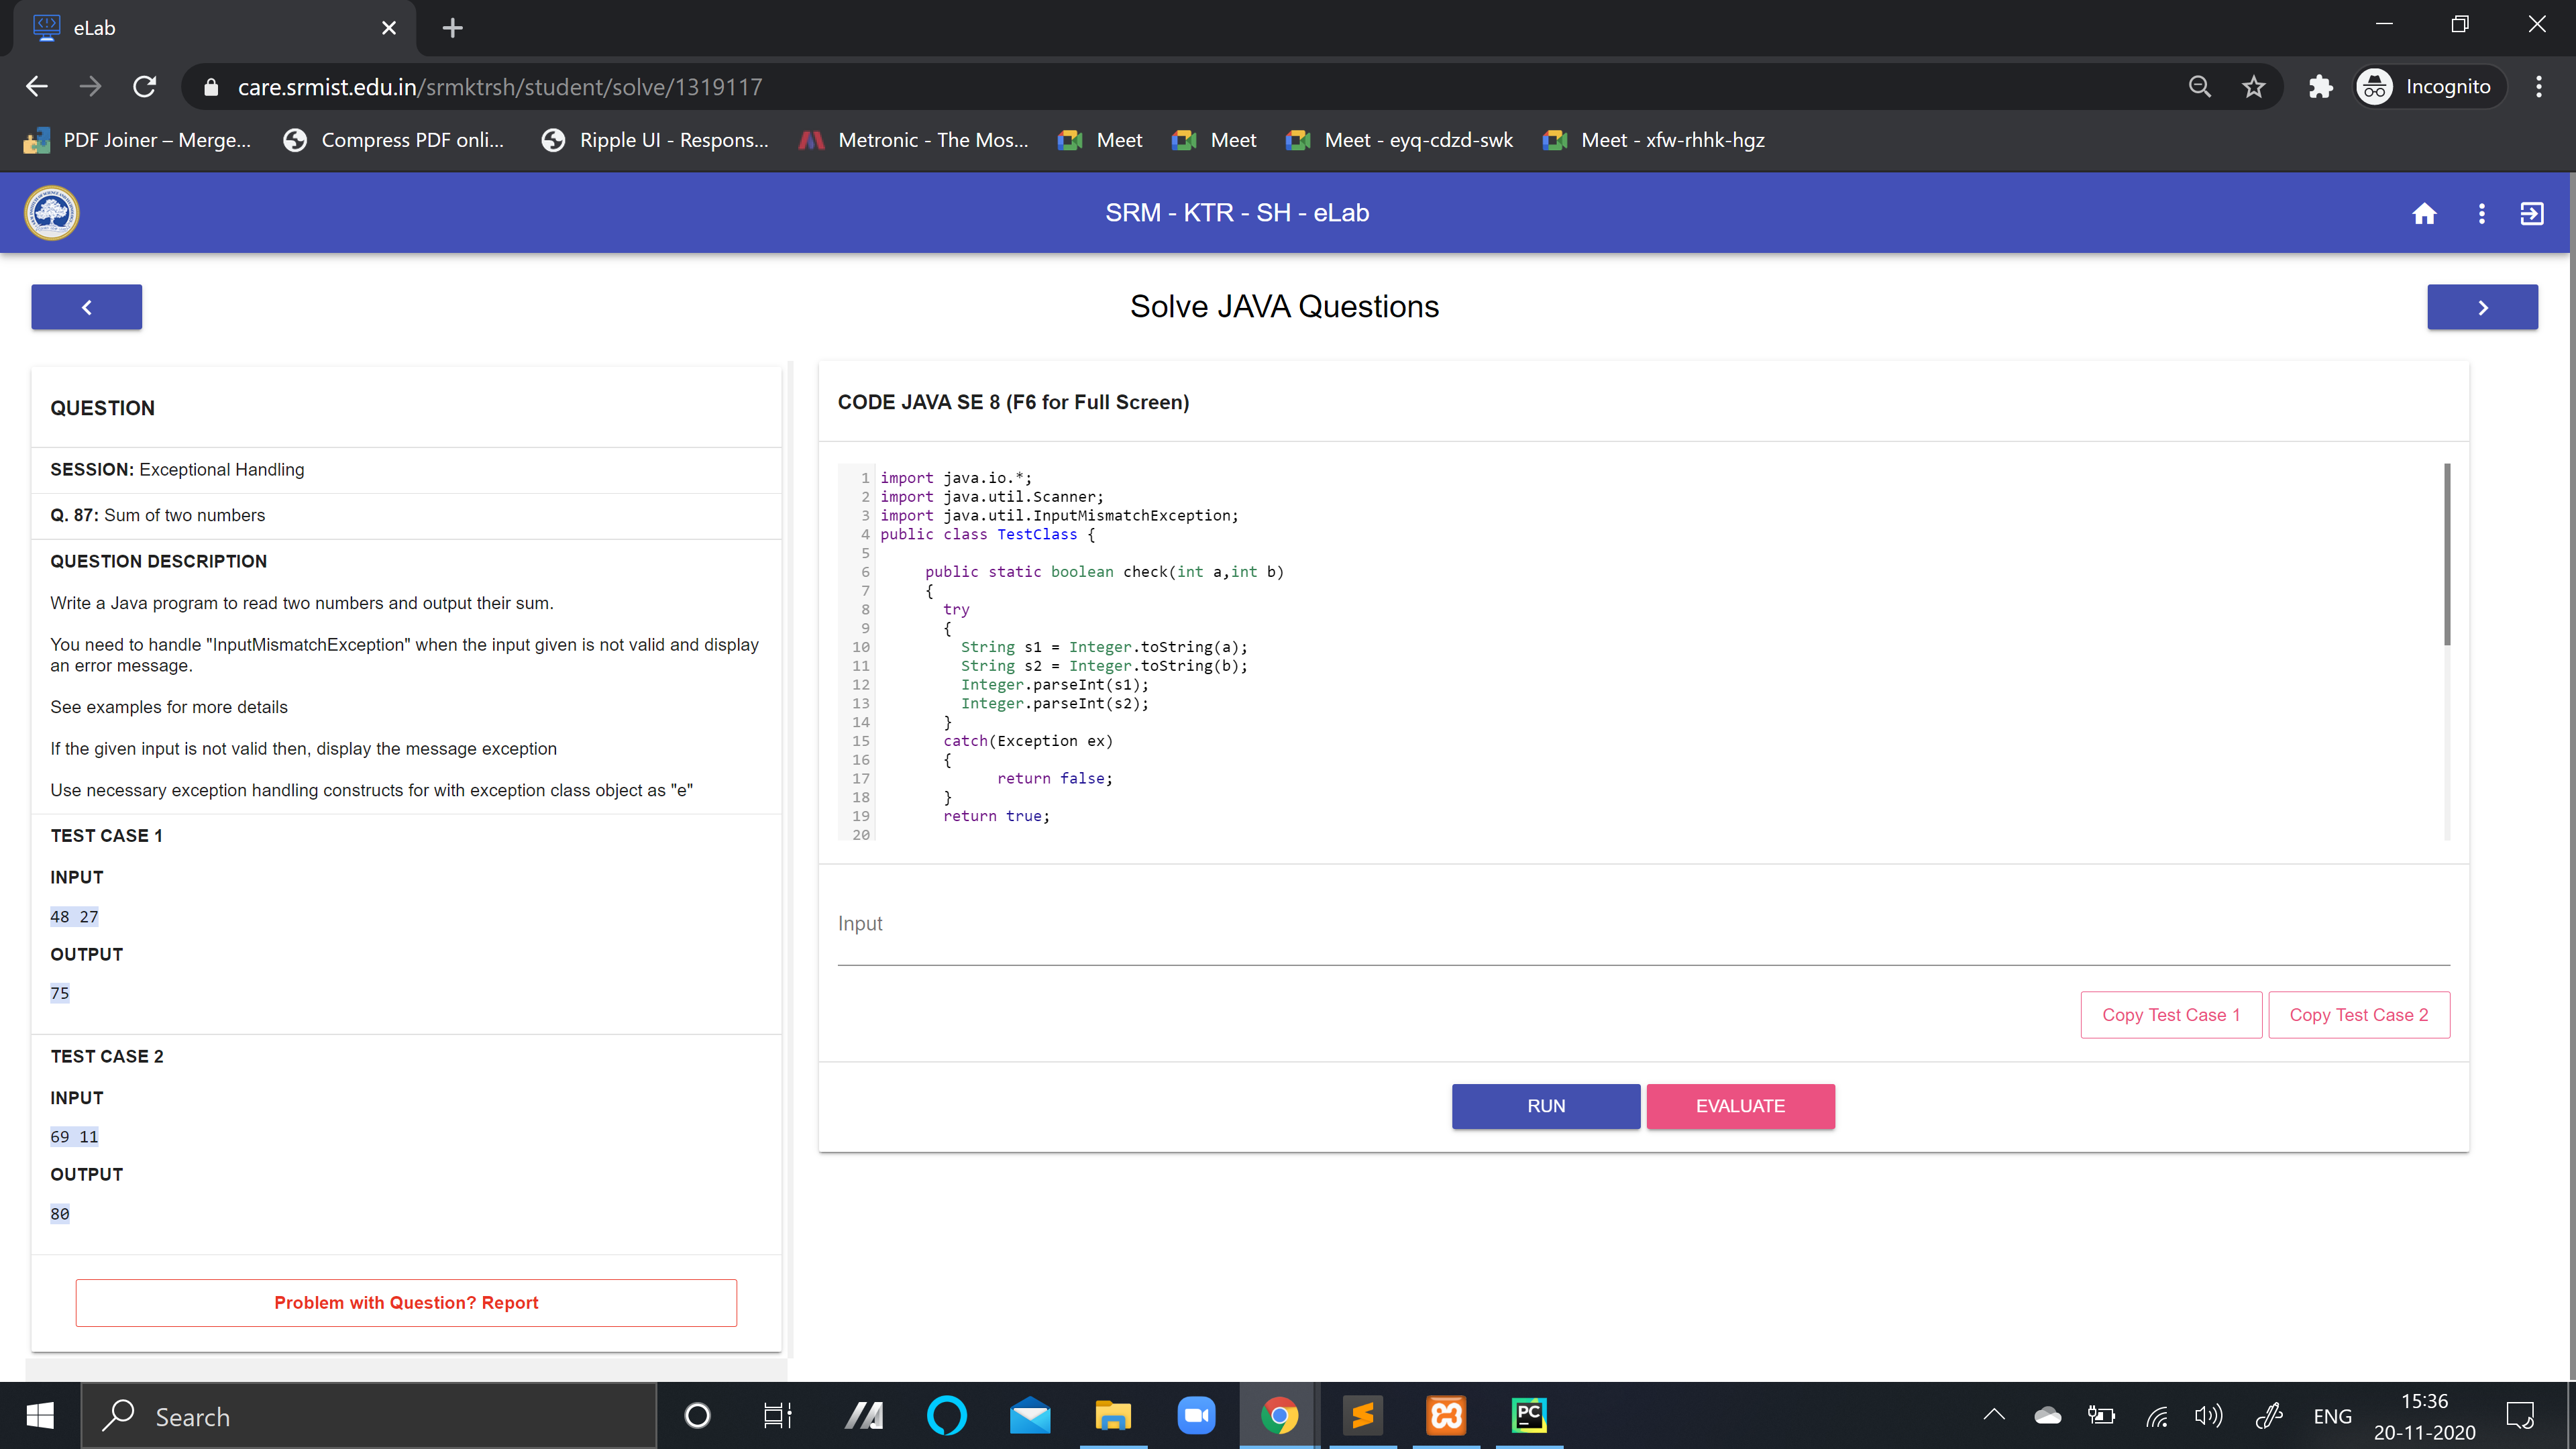 eLab
care.srmist.edu.in/srmktrsh/student/solve/1319117
Incognito
PDF Joiner – Merge...
Compress PDF onli...
Ripple UI - Respons...
Metronic - The Mos...
Meet
Meet
Meet - eyq-cdzd-swk
Meet - xfw-rhhk-hgz
SRM - KTR - SH - eLab
Solve JAVA Questions
QUESTION
SESSION: Exceptional Handling
Q. 87: Sum of two numbers
QUESTION DESCRIPTION
Write a Java program to read two numbers and output their sum.
You need to handle "InputMismatchException" when the input given is not valid and display
an error message.
See examples for more details
If the given input is not valid then, display the message exception
Use necessary exception handling constructs for with exception class object as "e"
TEST CASE 1
INPUT
48 27
OUTPUT
75
TEST CASE 2
INPUT
69 11
OUTPUT
80
Problem with Question? Report
CODE JAVA SE 8 (F6 for Full Screen)
1 import java.io.*;
2 import java.util.Scanner;
3 import java.util.InputMismatchException;
4 public class TestClass {
5
6 public static boolean check(int a,int b)
7 {
8 try
9 {
10 String s1 = Integer.toString(a);
11 String s2 = Integer.toString(b);
12 Integer.parseInt(s1);
13 Integer.parseInt(s2);
14 }
15 catch(Exception ex)
16 {
17 return false;
18 }
19 return true;
20
Input
Copy Test Case 1
Copy Test Case 2
RUN
EVALUATE
Search
PC
ENG
15:36
20-11-2020